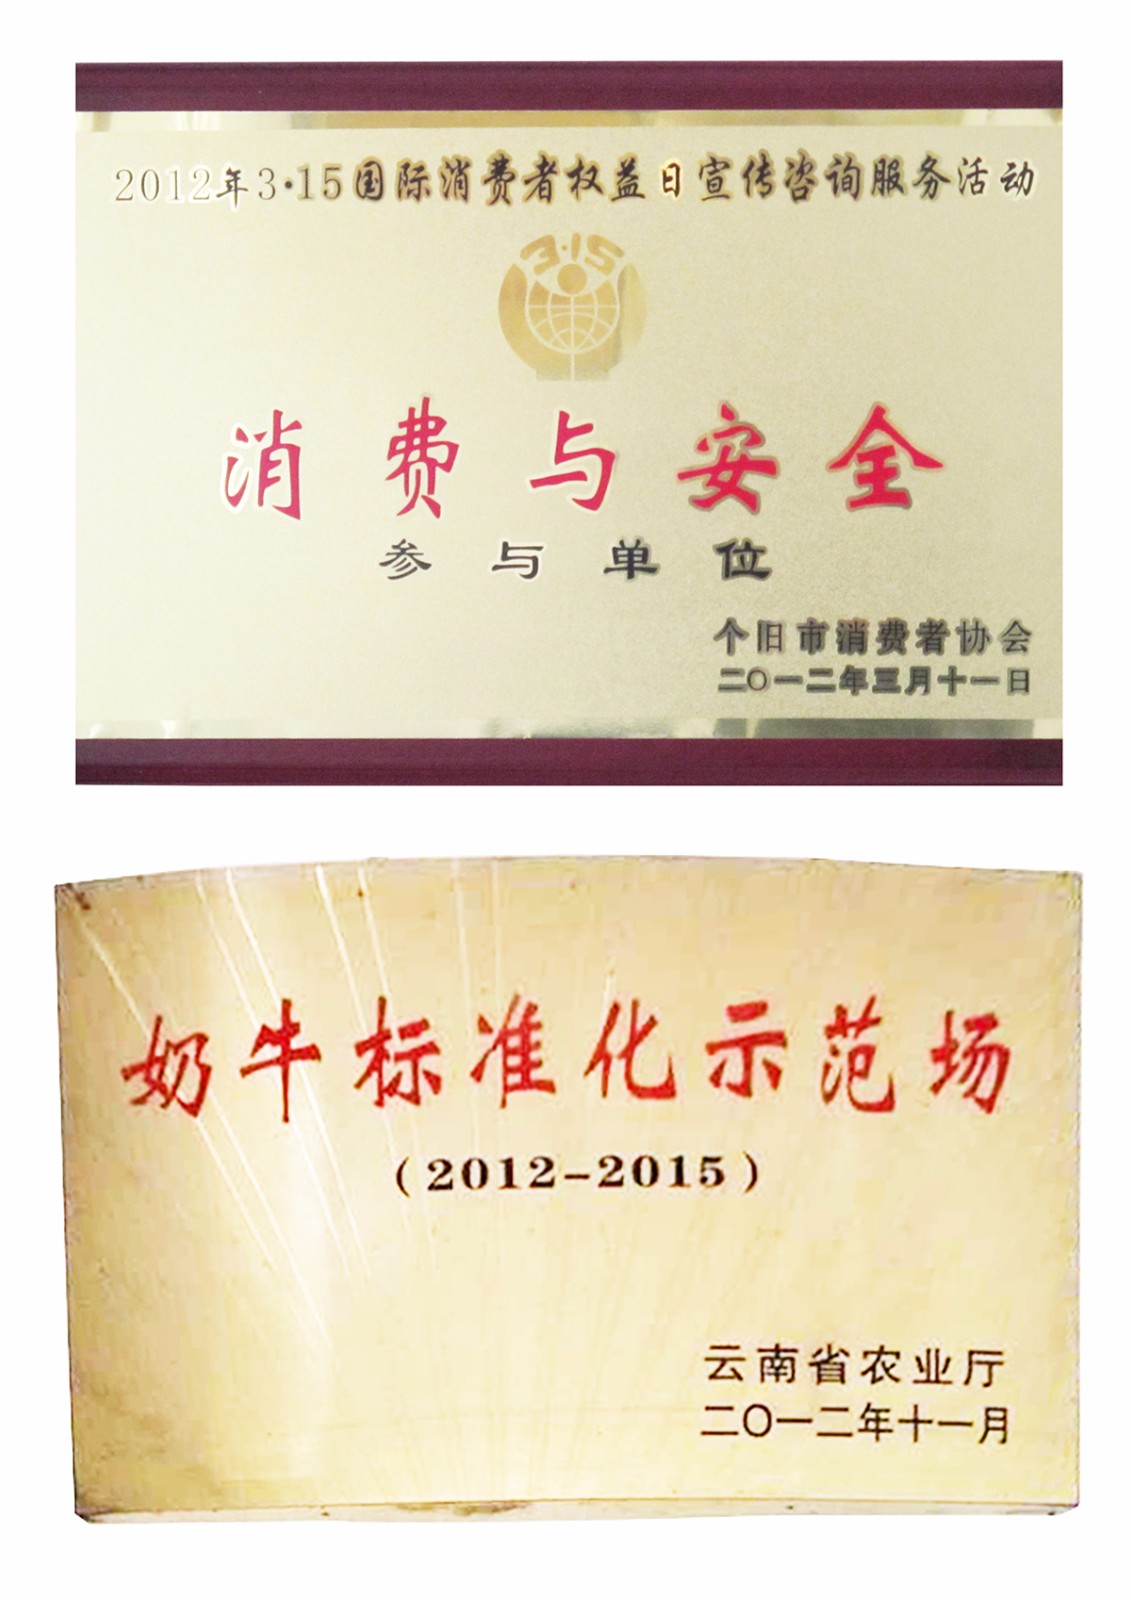 2012年3·15国际消费者权益日宣传咨询服务活动
3·15
消费与安全
参与单位
个旧市消费者协会
二〇一二年三月十一日
奶牛标准化示范场
(2012-2015)
云南省农业厅
二〇一二年十一月